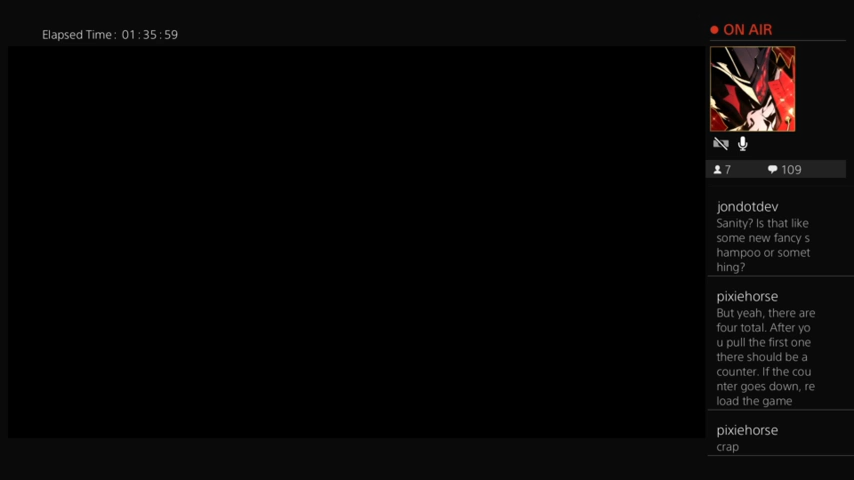 Elapsed Time: 01:35:59
ON AIR
7 109
jondotdev
Sanity? Is that like
some new fancy s
hampoo or somet
hing?
pixiehorse
But yeah, there are
four total. After yo
u pull the first one
there should be a
counter. If the cou
nter goes down, re
load the game
pixiehorse
crap